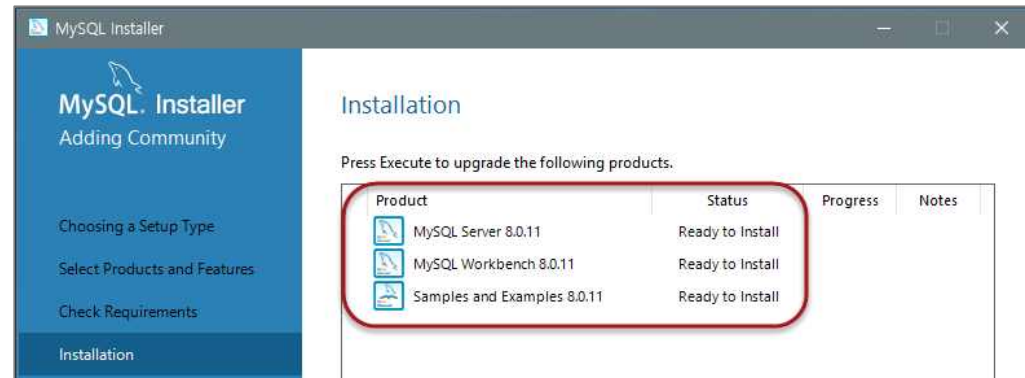 MySQL Installer
MySQL. Installer
Adding Community
Choosing a Setup Type
Select Products and Features
Check Requirements
Installation
Installation
Press Execute to upgrade the following products.
Product Status Progress Notes
MySQL Server 8.0.11 Ready to Install
MySQL Workbench 8.0.11 Ready to Install
Samples and Examples 8.0.11 Ready to Install